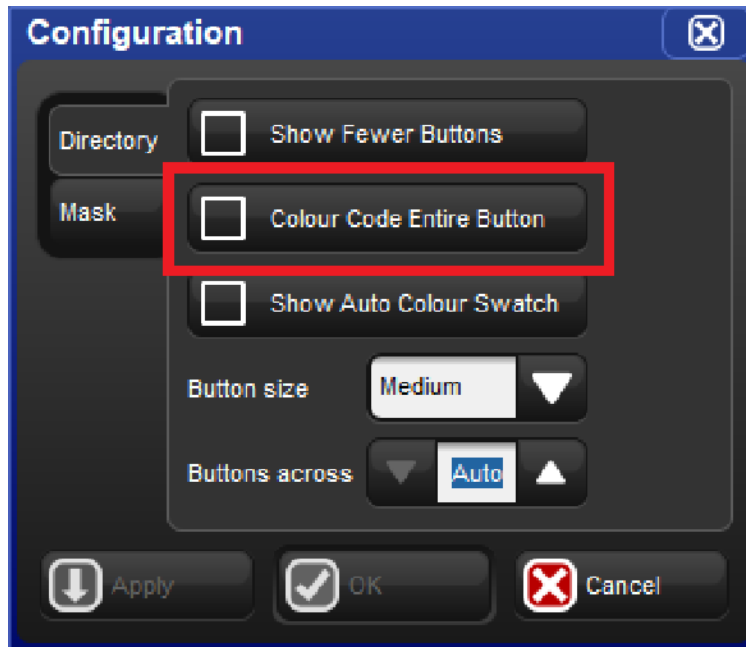 Configuration
Directory
Show Fewer Buttons
Mask
Colour Code Entire Button
Show Auto Colour Swatch
Button size Medium
Buttons across Auto
Apply OK Cancel